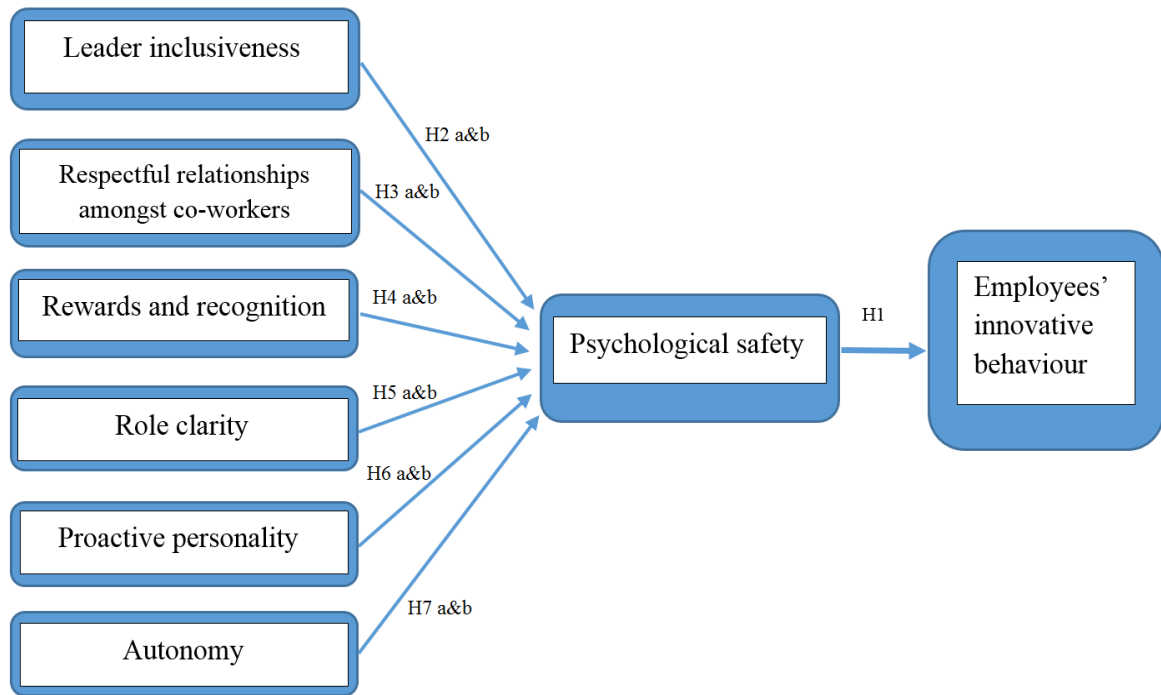 Leader inclusiveness
H2 a&b
Respectful relationships
amongst co-workers
H3 a&b
Rewards and recognition
H4 a&b
Role clarity
H5 a&b
Proactive personality
H6 a&b
Autonomy
H7 a&b
Psychological safety
H1
Employees’
innovative
behaviour